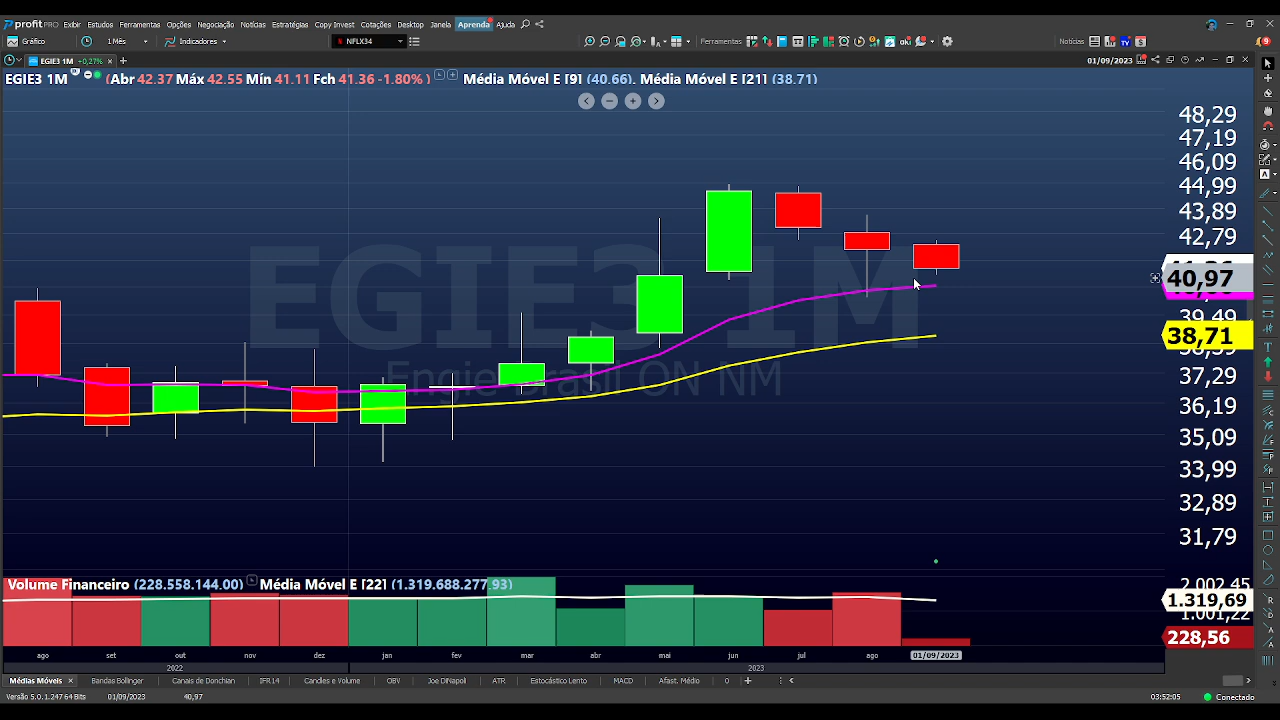 profit PRO Exibir Estudos Ferramentas Opções Negociação Notícias Estratégias Copy Invest Cotações Desktop Janela Aprenda Ajuda
Gráfico 1 Mês Indicadores NFLX34 Ferramentas Notícias
EGIE3 1M +0,27% 01/09/2023
EGIE3 1M (Abr 42.37 Máx 42.55 Mín 41.11 Fch 41.36 -1.80% ) Média Móvel E [9] (40.66), Média Móvel E [21] (38.71)
48,29
47,19
46,09
44,99
43,89
42,79
40,97
39,49
38,71
37,29
36,19
35,09
33,99
32,89
31,79
EGIE3 1M
Engie Brasil ON NM
Volume Financeiro (228.558.144.00) Média Móvel E [22] (1.319.688.277.93)
2.002,45
1.319,69
1.001,22
228,56
ago set out nov dez jan fev mar abr mai jun jul ago 01/09/2023
2022 2023
Médias Móveis Bandas Bollinger Canais de Donchian IFR.14 Candles e Volume OBV Joe DiNapoli ATR Estocástico Lento MACD Afast. Médio 0
Versão 5.0.1.247 64 Bits 01/09/2023 40,97 03:52:05 Conectado